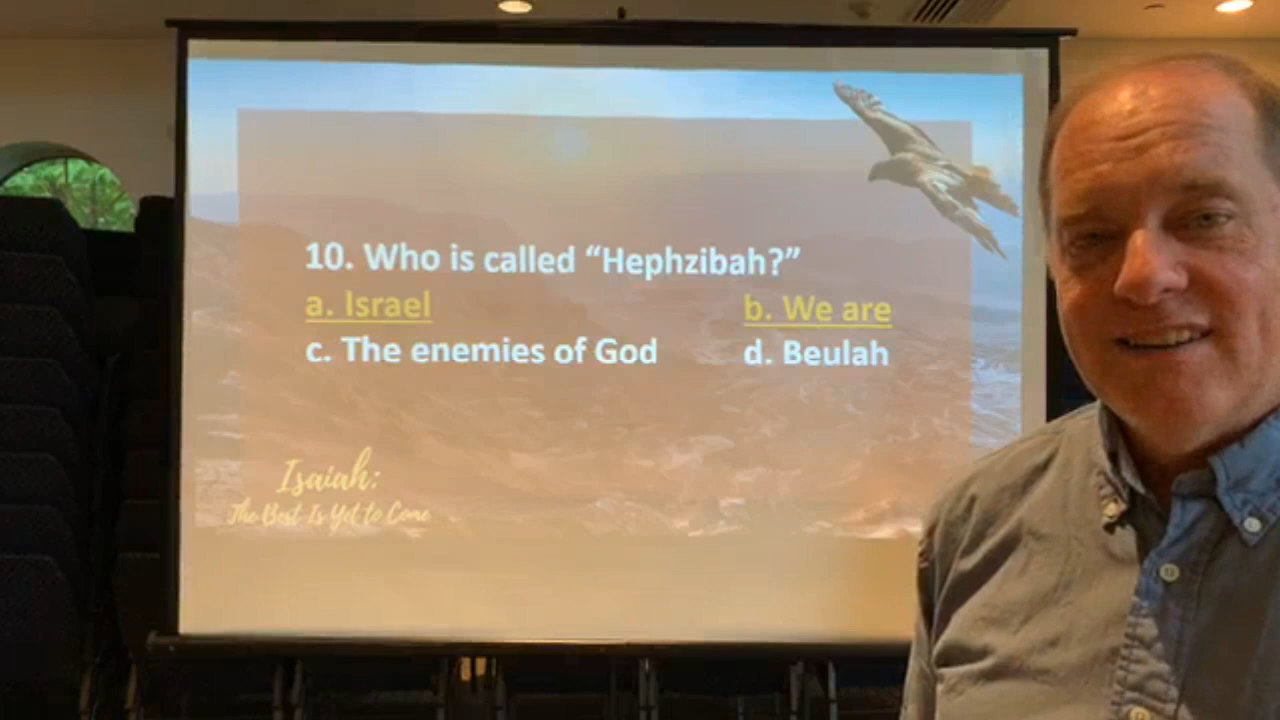 10. Who is called “Hephzibah?”
a. Israel b. We are
c. The enemies of God d. Beulah
Isaiah:
The Best Is Yet to Come